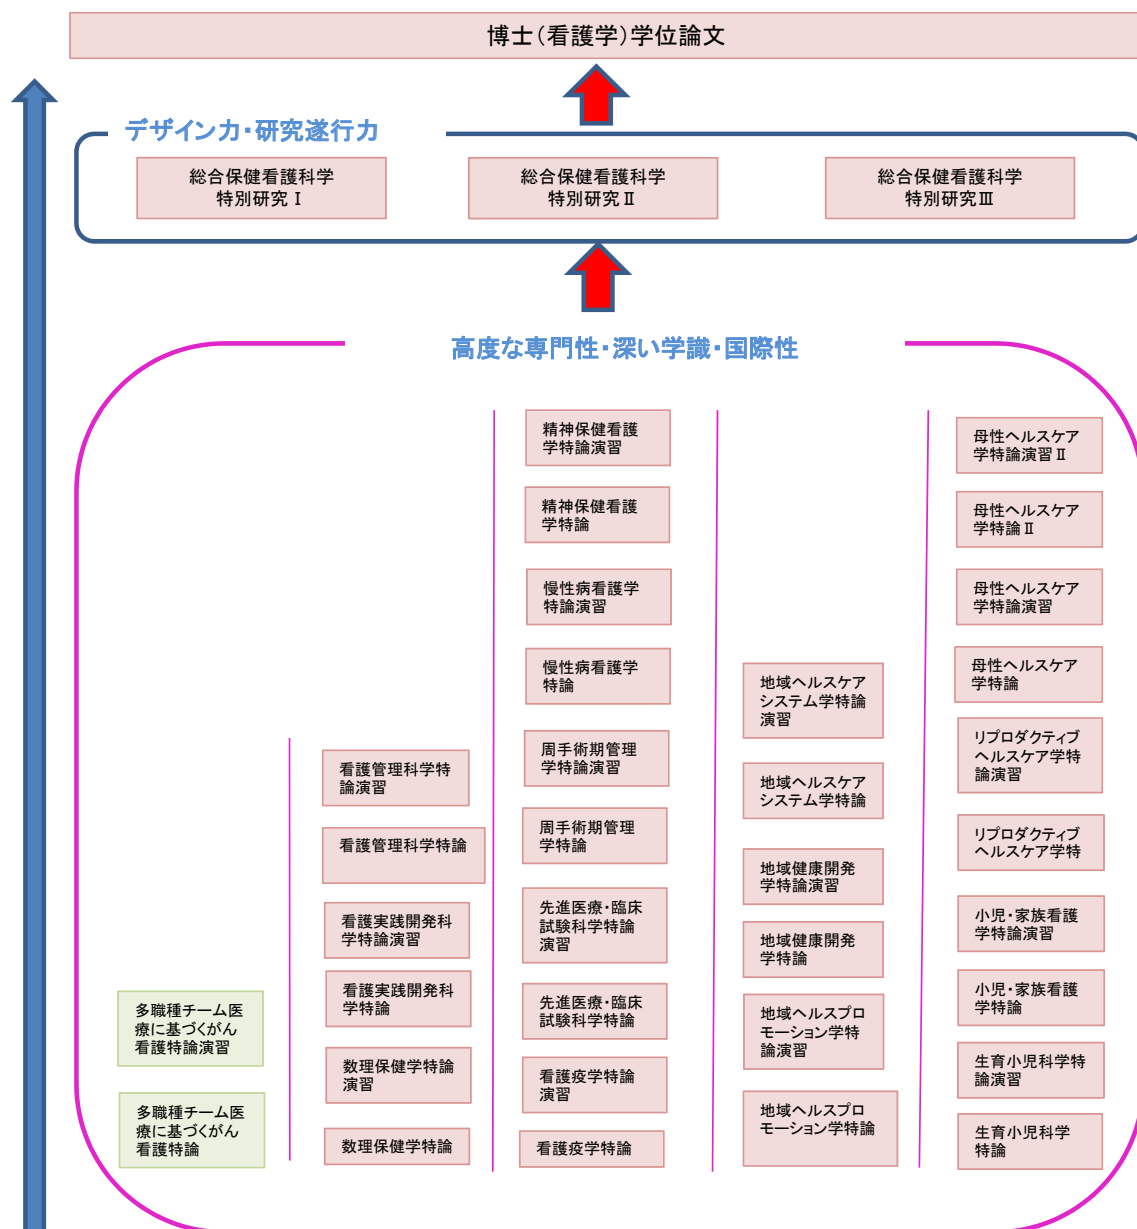 博士(看護学)学位論文
デザイン力・研究遂行力
総合保健看護科学
特別研究Ⅰ
総合保健看護科学
特別研究Ⅱ
総合保健看護科学
特別研究Ⅲ
高度な専門性・深い学識・国際性
多職種チーム医
療に基づくがん
看護特論演習
多職種チーム医
療に基づくがん
看護特論
看護管理科学特
論演習
看護管理科学特論
看護実践開発科
学特論演習
看護実践開発科
学特論
数理保健学特論
演習
数理保健学特論
精神保健看護
学特論演習
精神保健看護
学特論
慢性病看護学
特論演習
慢性病看護学
特論
周手術期管理
学特論演習
周手術期管理
学特論
先進医療・臨床
試験科学特論
演習
先進医療・臨床
試験科学特論
看護疫学特論
演習
看護疫学特論
地域ヘルスケア
システム学特論
演習
地域ヘルスケア
システム学特論
地域健康開発
学特論演習
地域健康開発
学特論
地域ヘルスプロ
モーション学特
論演習
地域ヘルスプロ
モーション学特論
母性ヘルスケア
学特論演習Ⅱ
母性ヘルスケア
学特論Ⅱ
母性ヘルスケア
学特論演習
母性ヘルスケア
学特論
リプロダクティブ
ヘルスケア学特
論演習
リプロダクティブ
ヘルスケア学特
小児・家族看護
学特論演習
小児・家族看護
学特論
生育小児科学特
論演習
生育小児科学
特論